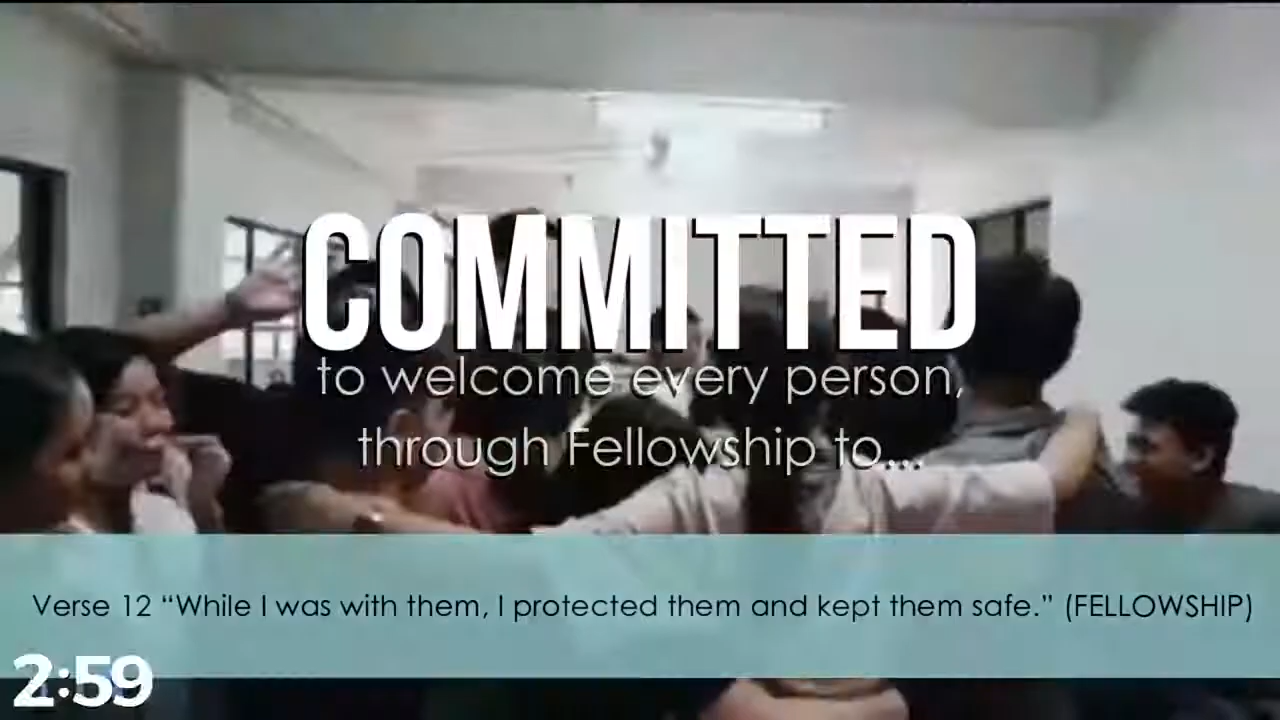 COMMITTED
to welcome every person,
through Fellowship to...
Verse 12 “While I was with them, I protected them and kept them safe.” (FELLOWSHIP)
2:59